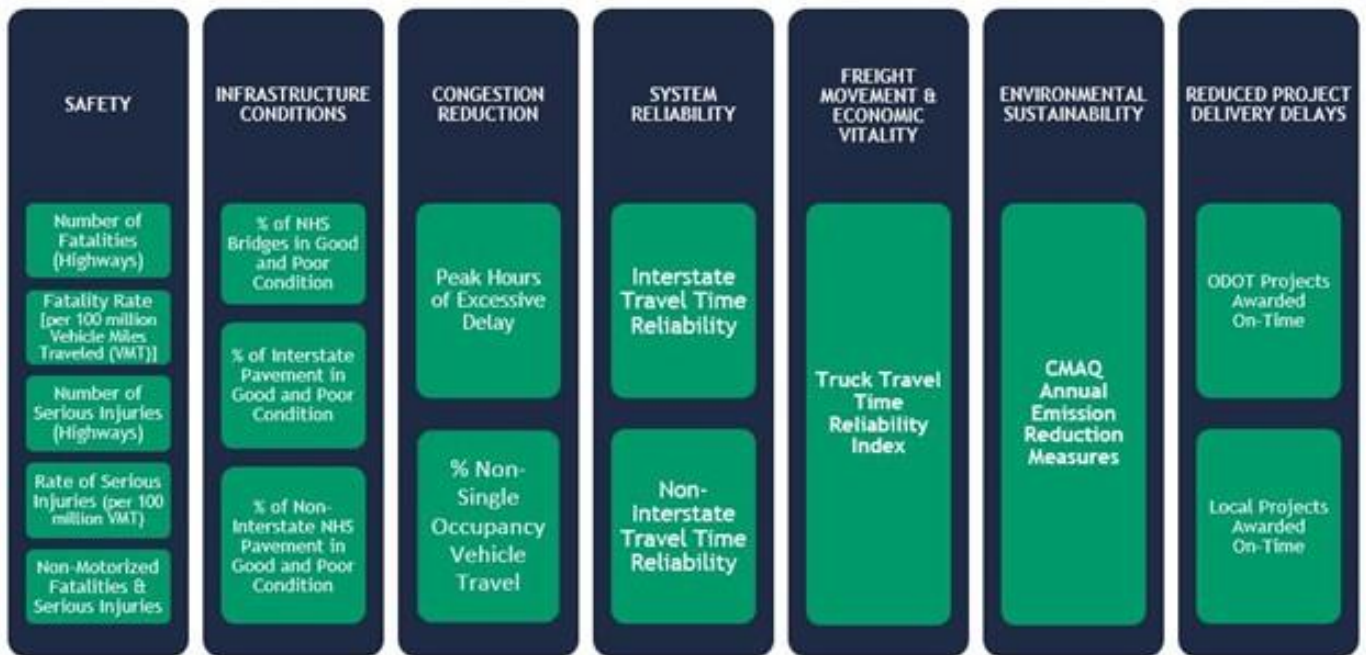 SAFETY
Number of
Fatalities
(Highways)
Fatality Rate
[per 100 million
Vehicle Miles
Traveled (VMT)]
Number of
Serious Injuries
(Highways)
Rate of Serious
Injuries (per 100
million VMT)
Non-Motorized
Fatalities &
Serious Injuries
INFRASTRUCTURE
CONDITIONS
% of NHS
Bridges in Good
and Poor
Condition
% of Interstate
Pavement in
Good and Poor
Condition
% of Non-
Interstate NHS
Pavement in
Good and Poor
Condition
CONGESTION
REDUCTION
Peak Hours
of Excessive
Delay
% Non-
Single
Occupancy
Vehicle
Travel
SYSTEM
RELIABILITY
Interstate
Travel Time
Reliability
Non-
Interstate
Travel Time
Reliability
FREIGHT
MOVEMENT &
ECONOMIC
VITALITY
Truck Travel
Time
Reliability
Index
ENVIRONMENTAL
SUSTAINABILITY
CMAQ
Annual
Emission
Reduction
Measures
REDUCED PROJECT
DELIVERY DELAYS
ODOT Projects
Awarded
On-Time
Local Projects
Awarded
On-Time